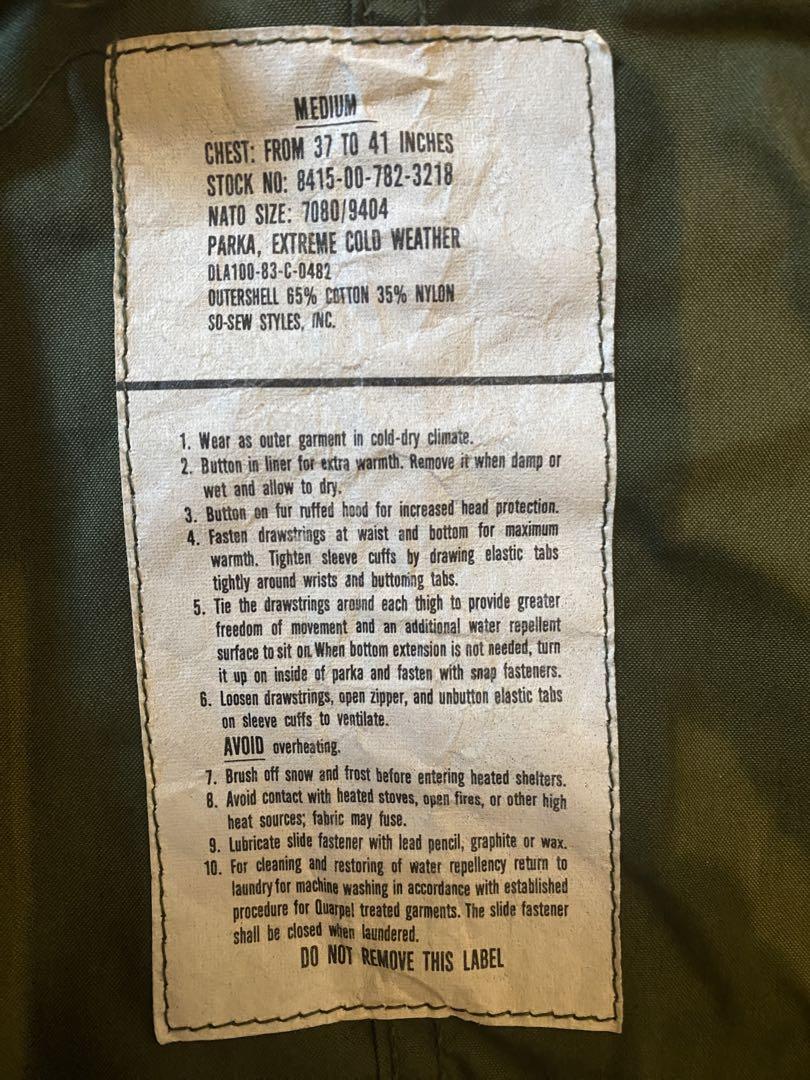 MEDIUM
CHEST: FROM 37 TO 41 INCHES
STOCK NO: 8415-00-782-3218
NATO SIZE: 7080/9404
PARKA, EXTREME COLD WEATHER
DLA100-83-C-0482
OUTERSHELL 65% COTTON 35% NYLON
SO-SEW STYLES, INC.
1. Wear as outer garment in cold-dry climate.
2. Button in liner for extra warmth. Remove it when damp or
wet and allow to dry.
3. Button on fur ruffed hood for increased head protection.
4. Fasten drawstrings at waist and bottom for maximum
warmth. Tighten sleeve cuffs by drawing elastic tabs
tightly around wrists and buttoning tabs.
5. Tie the drawstrings around each thigh to provide greater
freedom of movement and an additional water repellent
surface to sit on. When bottom extension is not needed, turn
it up on inside of parka and fasten with snap fasteners.
6. Loosen drawstrings, open zipper, and unbutton elastic tabs
on sleeve cuffs to ventilate.
AVOID overheating.
7. Brush off snow and frost before entering heated shelters.
8. Avoid contact with heated stoves, open fires, or other high
heat sources; fabric may fuse.
9. Lubricate slide fastener with lead pencil, graphite or wax.
10. For cleaning and restoring of water repellency return to
laundry for machine washing in accordance with established
procedure for Quarpel treated garments. The slide fastener
shall be closed when laundered.
DO NOT REMOVE THIS LABEL